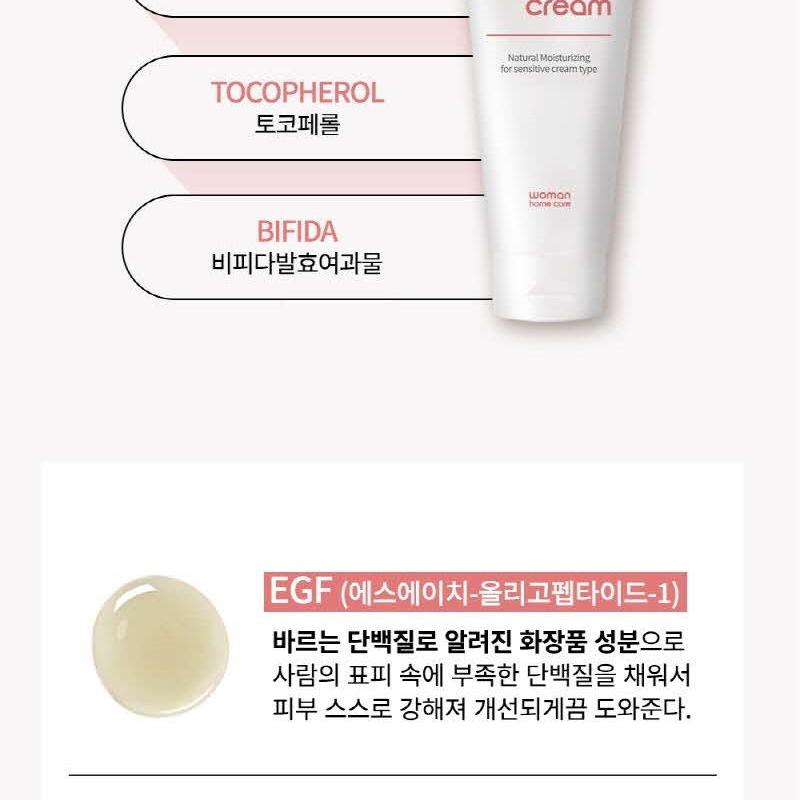 cream
Natural Moisturizing
for sensitive cream type
TOCOPHEROL
토코페롤
woman
home care
BIFIDA
비피다발효여과물
EGF (에스에이치-올리고펩타이드-1)
바르는 단백질로 알려진 화장품 성분으로
사람의 표피 속에 부족한 단백질을 채워서
피부 스스로 강해져 개선되게끔 도와준다.